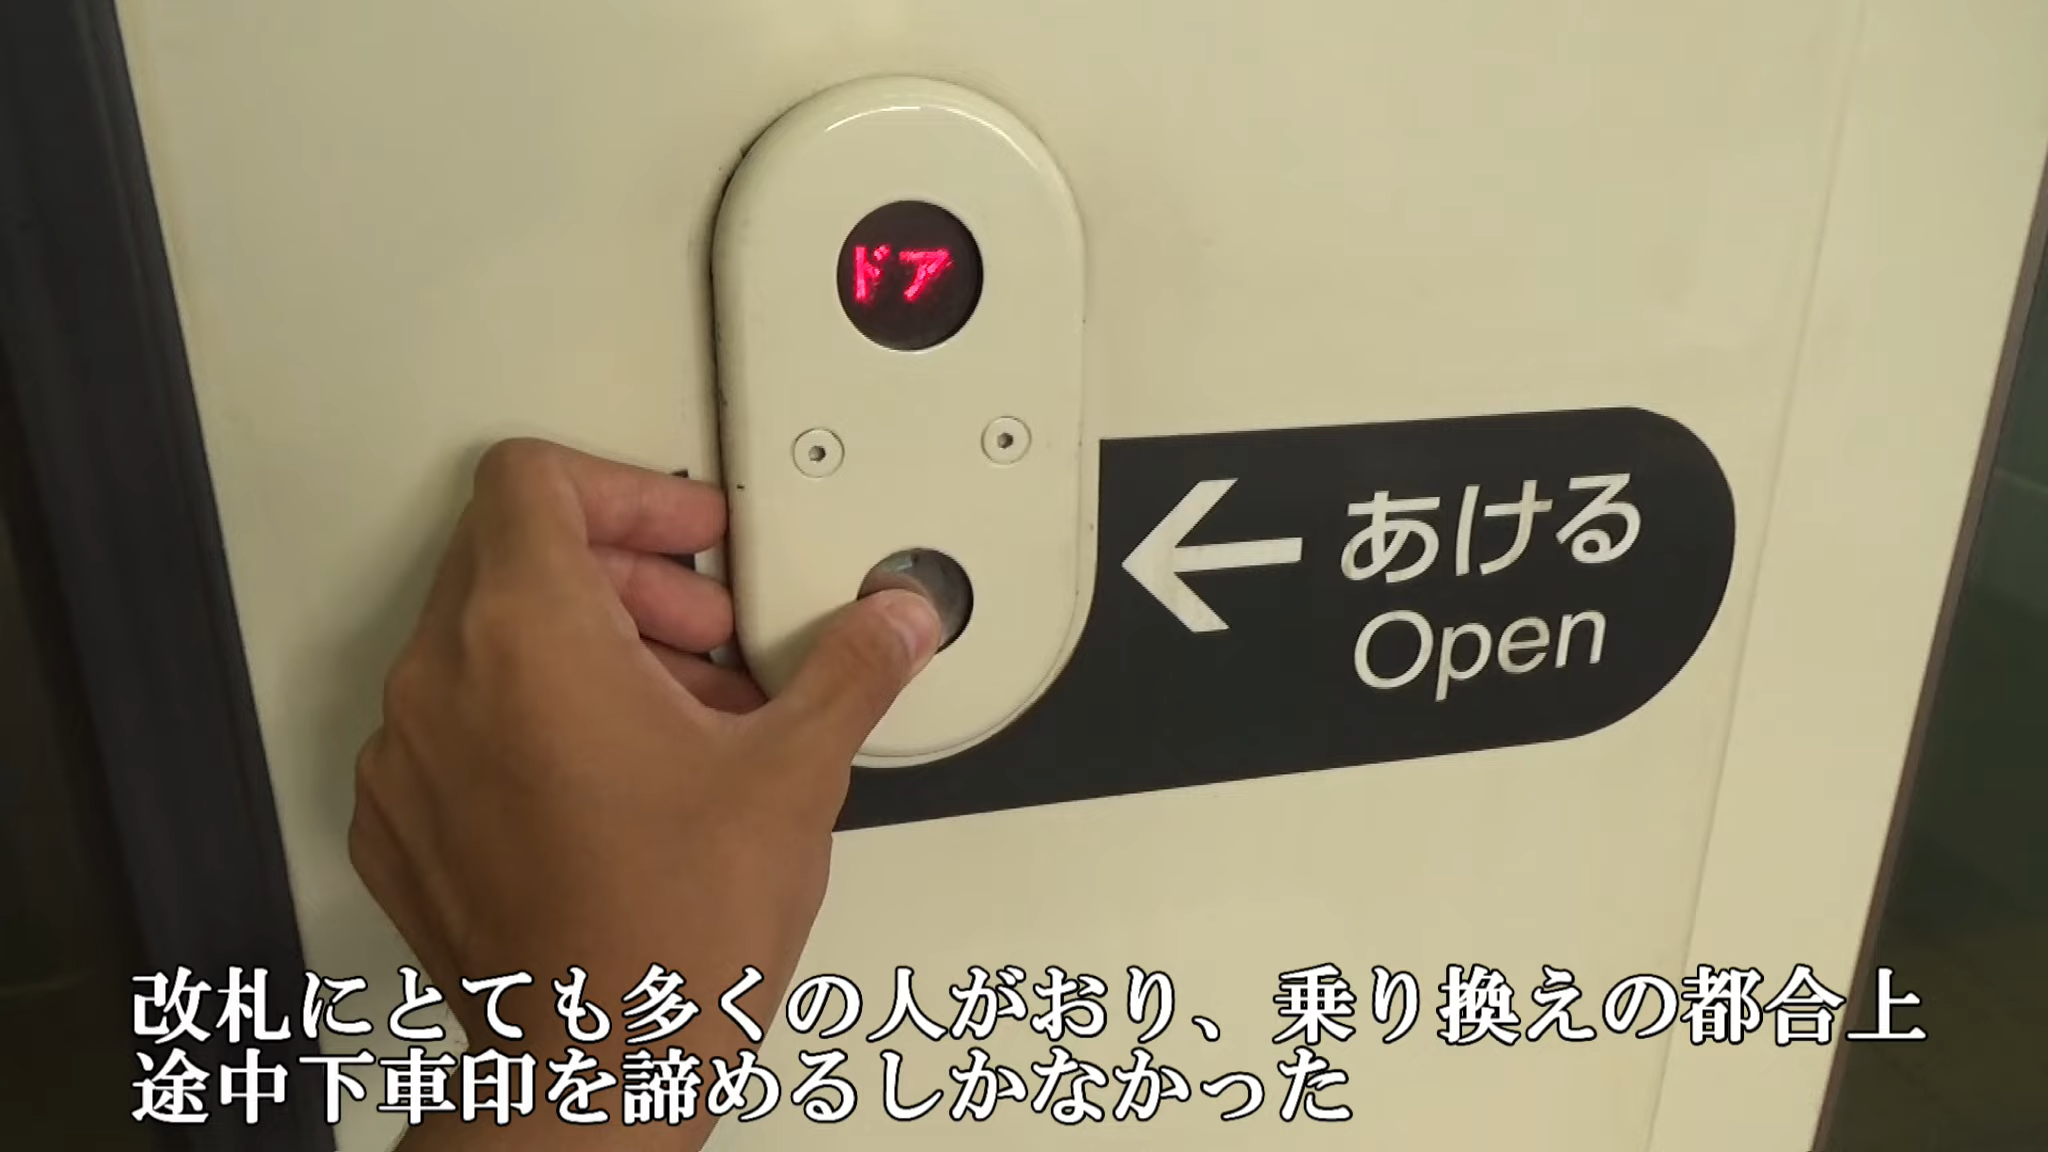 ドア
あける
Open
改札にとても多くの人がおり、乗り換えの都合上
途中下車印を諦めるしかなかった